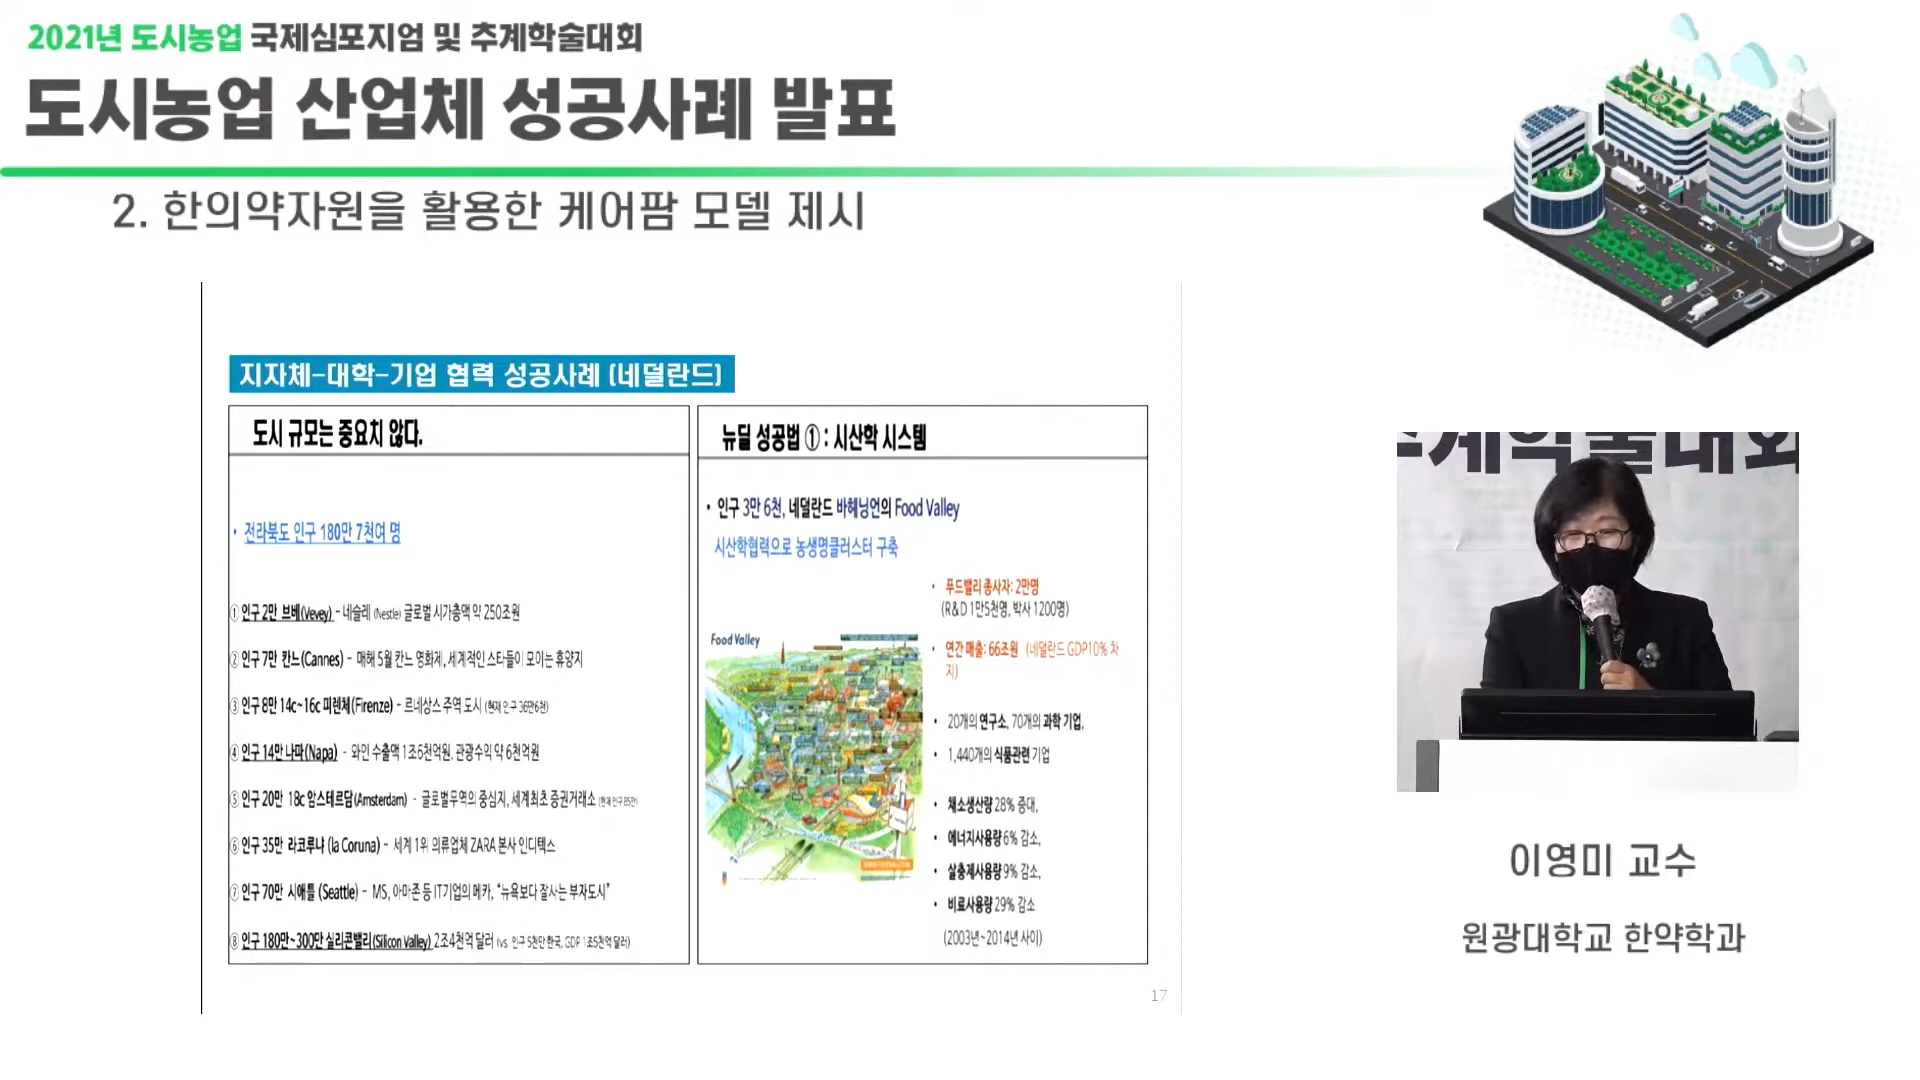 2021년 도시농업 국제심포지엄 및 추계학술대회
도시농업 산업체 성공사례 발표
2. 한의약자원을 활용한 케어팜 모델 제시
지자체-대학-기업 협력 성공사례 (네덜란드)
도시 규모는 중요치 않다.
• 전라북도 인구 180만 7천여 명
① 인구 2만 브베(Vevey) - 네슬레 (Nestle) 글로벌 시가총액 약 250조원
② 인구 7만 칸느(Cannes) - 매해 5월 칸느 영화제, 세계적인 스타들이 모이는 휴양지
③ 인구 8만 14c~16c 피렌체(Firenze) - 르네상스 주역 도시 (현재 인구 36만6천)
④ 인구 14만 나파(Napa) - 와인 수출액 1조6천억원, 관광수익 약 6천억원
⑤ 인구 20만 18c 암스테르담(Amsterdam) - 글로벌무역의 중심지, 세계최초 증권거래소 (현재 인구 85만)
⑥ 인구 35만 라코루냐 (la Coruna) - 세계 1위 의류업체 ZARA 본사 인디텍스
⑦ 인구 70만 시애틀 (Seattle) - MS, 아마존 등 IT기업의 메카, "뉴욕보다 잘사는 부자도시"
⑧ 인구 180만~300만 실리콘밸리(Silicon Valley) 2조4천억 달러 (vs. 인구 5천만 한국, GDP 1조5천억 달러)
뉴딜 성공법 ① : 시산학 시스템
• 인구 3만 6천, 네덜란드 바헤닝언의 Food Valley
시산학협력으로 농생명클러스터 구축
• 푸드밸리 종사자: 2만명
(R&D 1만5천명, 박사 1200명)
• 연간 매출: 66조원 (네덜란드 GDP10% 차
지)
• 20개의 연구소, 70개의 과학 기업,
• 1,440개의 식품관련 기업
• 채소생산량 28% 증대,
• 에너지사용량 6% 감소,
• 살충제사용량 9% 감소,
• 비료사용량 29% 감소
(2003년~2014년 사이)
Food Valley
17
추계학술대회
이영미 교수
원광대학교 한약학과